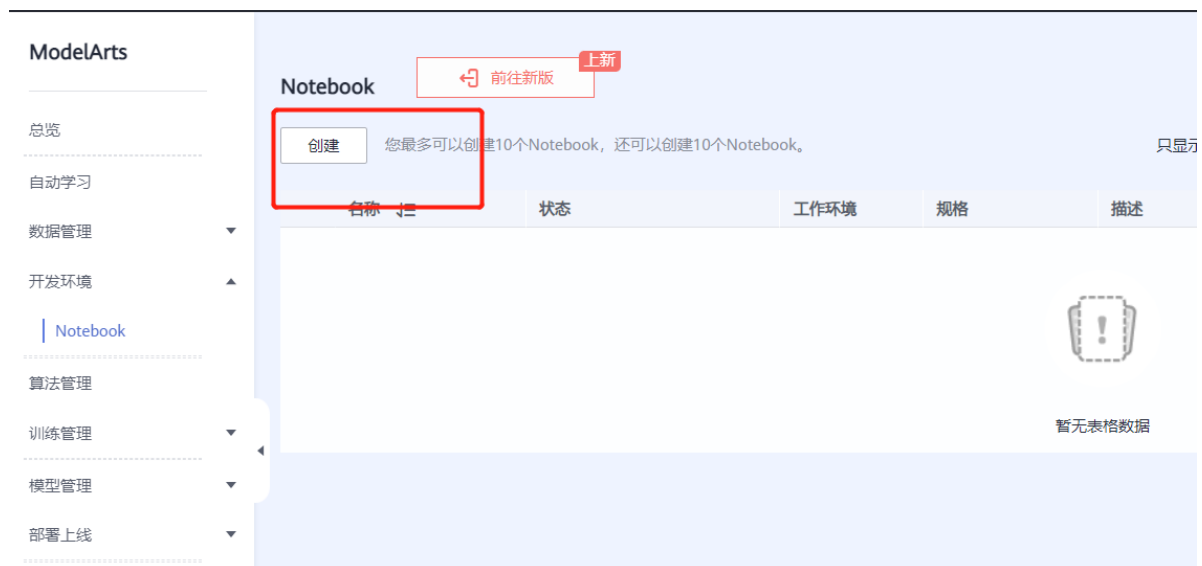 ModelArts
总览
自动学习
数据管理
开发环境
Notebook
算法管理
训练管理
模型管理
部署上线
Notebook
前往新版
上新
创建
您最多可以创建10个Notebook，还可以创建10个Notebook。
只显示
名称 状态 工作环境 规格 描述
暂无表格数据